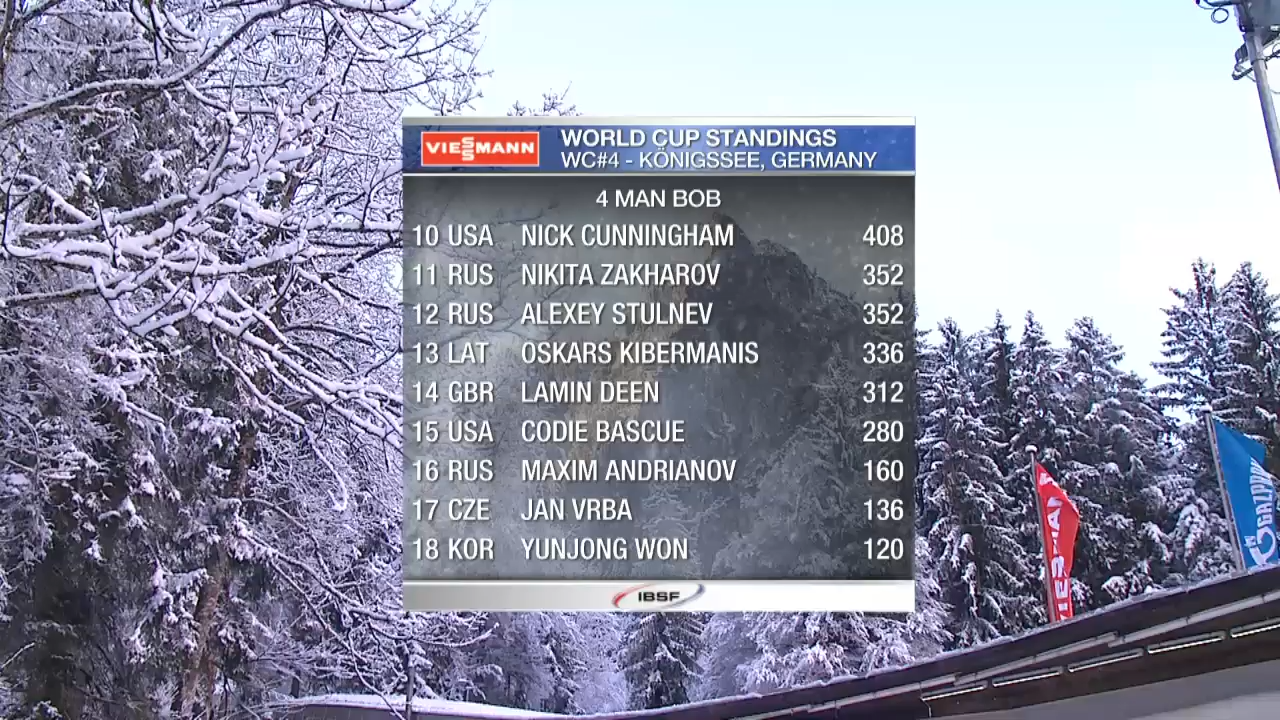 VIESSMANN
WORLD CUP STANDINGS
WC#4 - KÖNIGSSEE, GERMANY
4 MAN BOB
10 USA NICK CUNNINGHAM 408
11 RUS NIKITA ZAKHAROV 352
12 RUS ALEXEY STULNEV 352
13 LAT OSKARS KIBERMANIS 336
14 GBR LAMIN DEEN 312
15 USA CODIE BASCUE 280
16 RUS MAXIM ANDRIANOV 160
17 CZE JAN VRBA 136
18 KOR YUNJONG WON 120
IBSF
VIESSMANN
GAZPROM